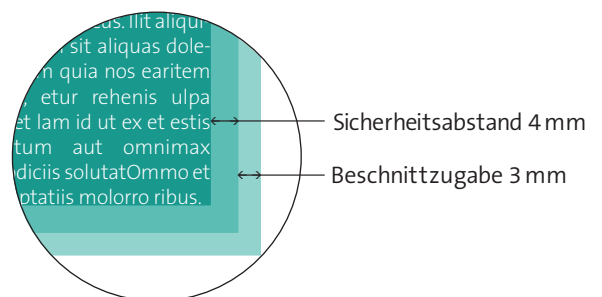 us. Ilit aliqui-
sit aliquas dole-
m quia nos earitem
, etur rehenis ulpa
et lam id ut ex et estis
tum aut omnimax
diciis solutatOmmo et
ptatiis molorro ribus.
Sicherheitsabstand 4 mm
Beschnittzugabe 3 mm